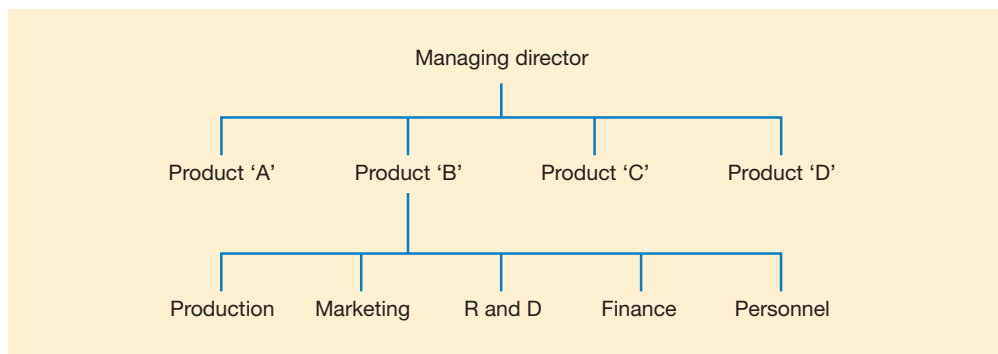 Managing director
Product ‘A’ Product ‘B’ Product ‘C’ Product ‘D’
Production Marketing R and D Finance Personnel